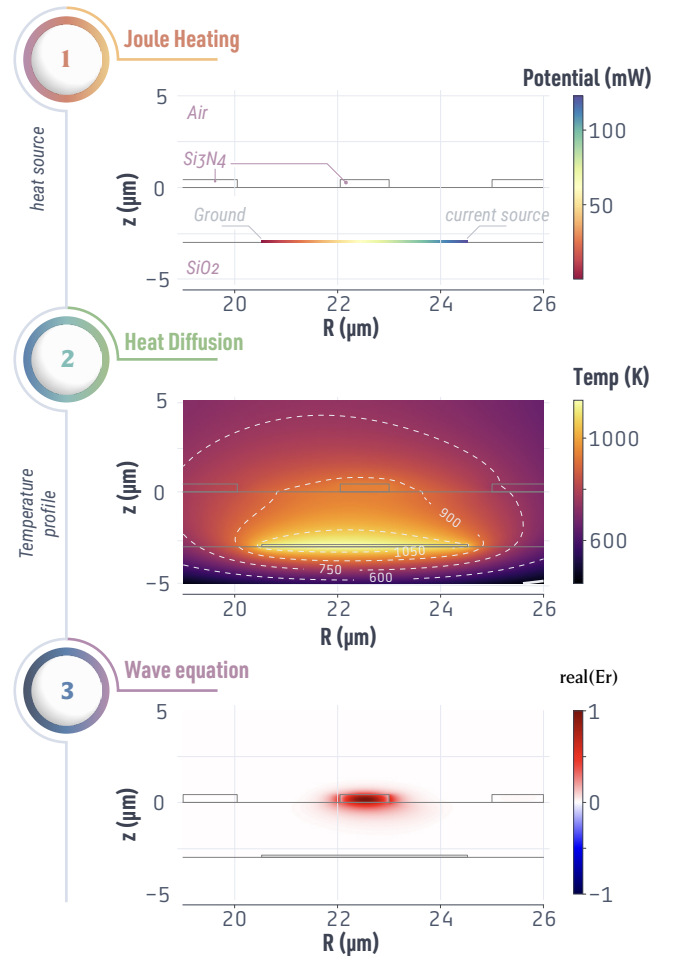 1
Joule Heating
heat source
Potential (mW)
5
0
−5
z (µm)
Air
Si3N4
Ground
current source
SiO2
100
50
20
22
24
26
R (µm)
2
Heat Diffusion
Temperature
profile
Temp (K)
5
0
−5
z (µm)
900
1050
750
600
1000
600
20
22
24
26
R (µm)
3
Wave equation
real(Er)
5
0
−5
z (µm)
1
0
−1
20
22
24
26
R (µm)